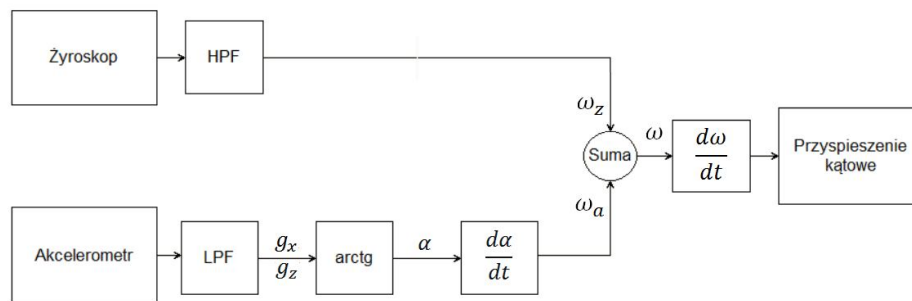 Żyroskop
HPF
ω_z
Suma
ω
dω
dt
Przyspieszenie
kątowe
ω_a
Akcelerometr
LPF
g_x
g_z
arctg
α
dα
dt